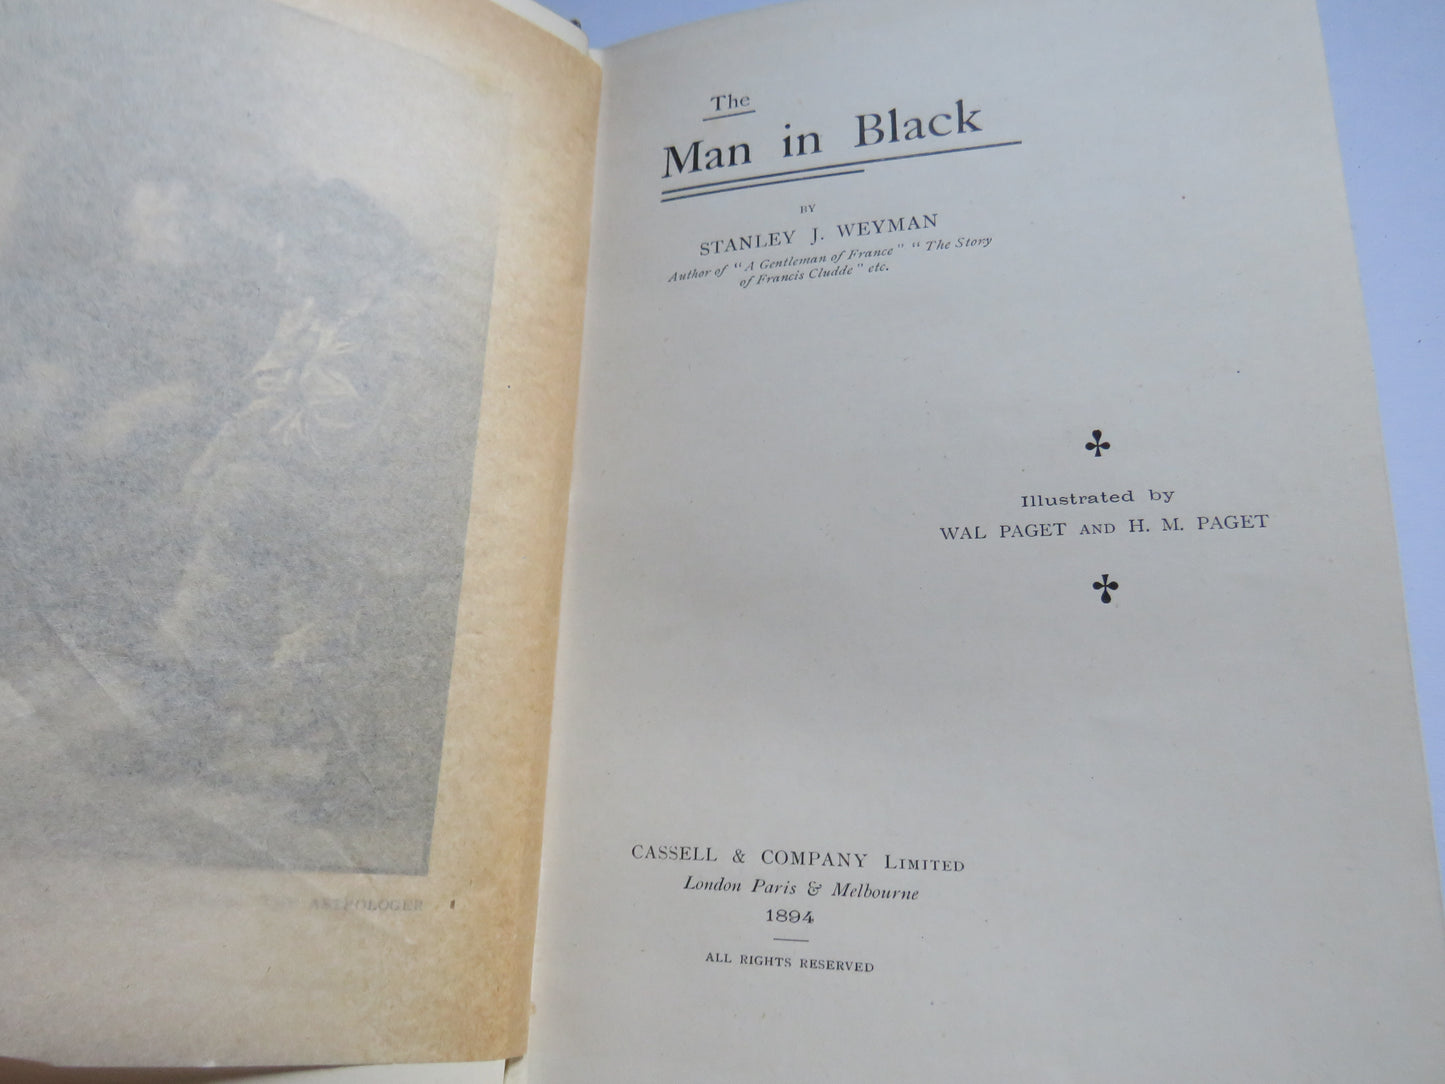 ASTROLOGER
The
Man in Black
BY
STANLEY J. WEYMAN
Author of "A Gentleman of France" "The Story
of Francis Cludde" etc.
Illustrated by
WAL PAGET AND H. M. PAGET
CASSELL & COMPANY LIMITED
London Paris & Melbourne
1894
ALL RIGHTS RESERVED